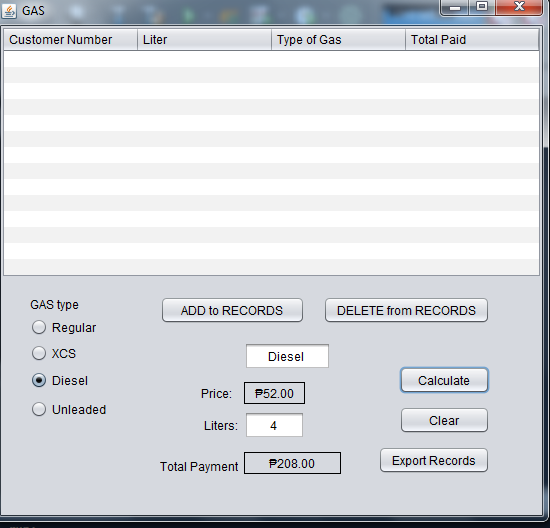 GAS
Customer Number Liter Type of Gas Total Paid
GAS type
ADD to RECORDS DELETE from RECORDS
Regular
XCS
Diesel
Diesel
Calculate
Price: ₱52.00
Unleaded
Liters: 4
Clear
Total Payment ₱208.00
Export Records